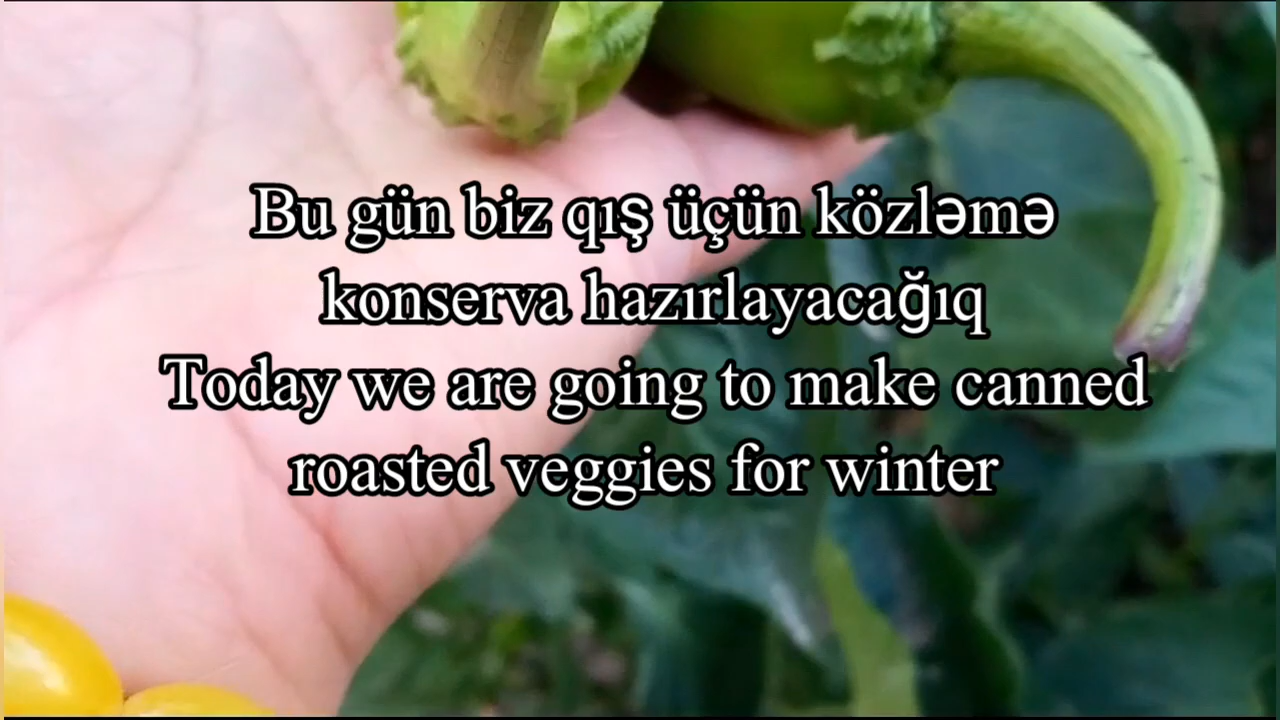 Bu gün biz qış üçün közləmə
konserva hazırlayacağıq
Today we are going to make canned
roasted veggies for winter